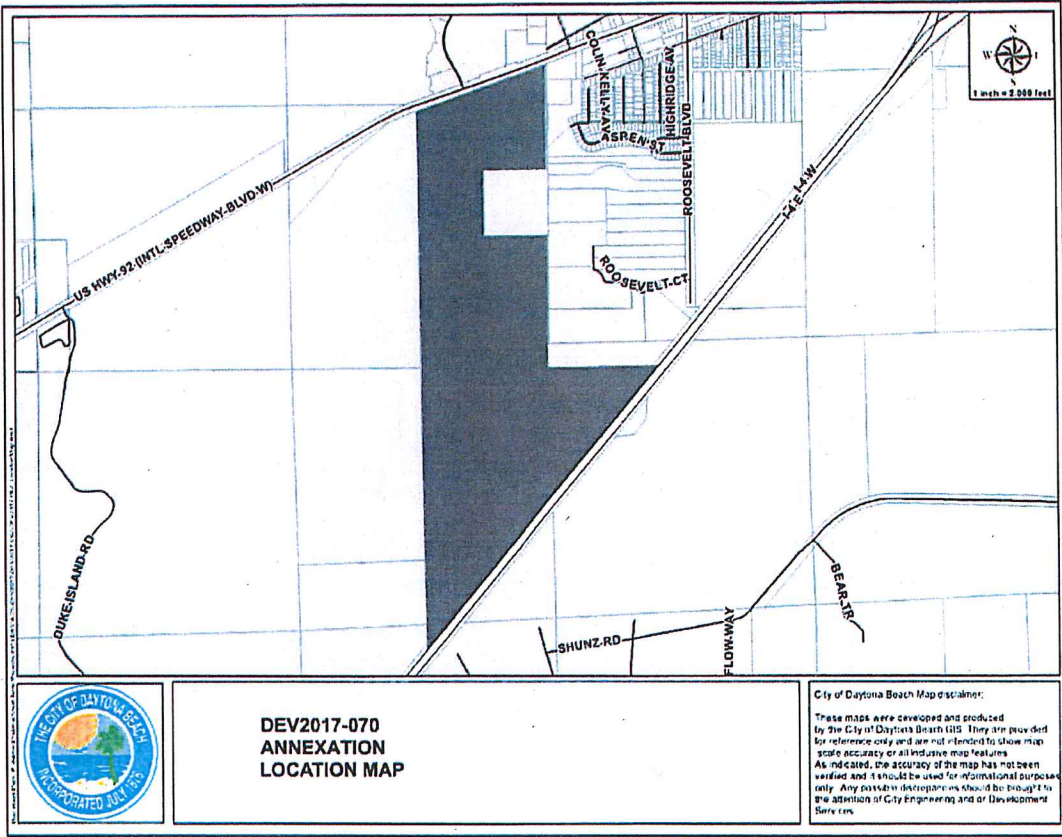 N
W
S
1 inch = 2,000 feet
COLIN-KELLY-AV
HIGHRIDGE-AV
ASPEN-ST
ROOSEVELT-BLVD
I-4-W
I-4-E
US HWY-92-(INTL-SPEEDWAY-BLVD-W)
ROOSEVELT-CT
DUKE-ISLAND-RD
BEAR-TR
SHUNZ-RD
FLOW-WAY
THE CITY OF DAYTONA BEACH
INCORPORATED JULY 1876
DEV2017-070
ANNEXATION
LOCATION MAP
City of Daytona Beach Map disclaimer:
These maps were developed and produced
by the City of Daytona Beach GIS. They are provided
for reference only and are not intended to show map
scale accuracy or all inclusive map features.
As indicated, the accuracy of the map has not been
verified and it should be used for informational purposes
only. Any possible discrepancies should be brought to
the attention of City Engineering and or Development
Services